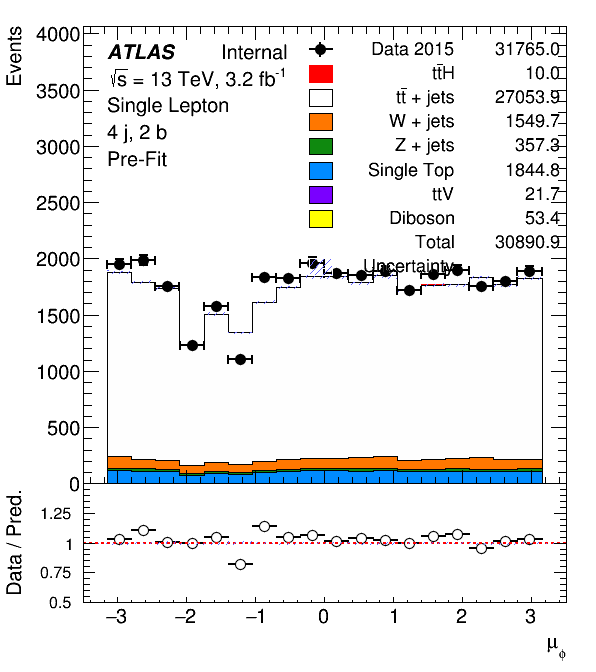 Events
4000
3500
3000
2500
2000
1500
1000
500
0
ATLAS Internal
√s = 13 TeV, 3.2 fb⁻¹
Single Lepton
4 j, 2 b
Pre-Fit
Data 2015 31765.0
tt̄H 10.0
tt̄ + jets 27053.9
W + jets 1549.7
Z + jets 357.3
Single Top 1844.8
ttV 21.7
Diboson 53.4
Total 30890.9
Uncertainty
Data / Pred.
1.25
1
0.75
0.5
−3 −2 −1 0 1 2 3
μ_ϕ